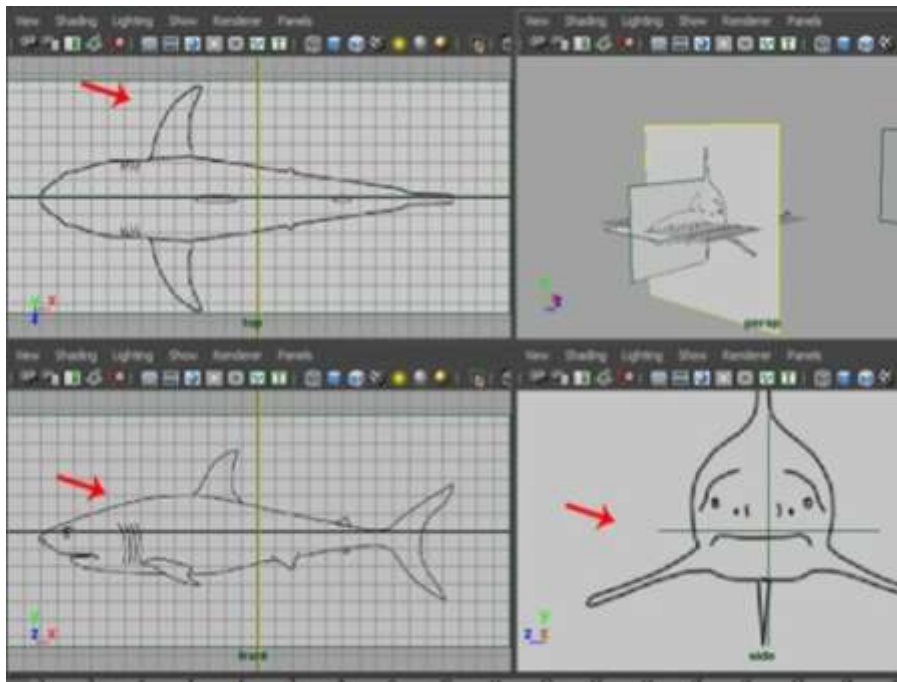 View Shading Lighting Show Renderer Panels
View Shading Lighting Show Renderer Panels
top
persp
View Shading Lighting Show Renderer Panels
View Shading Lighting Show Renderer Panels
front
side